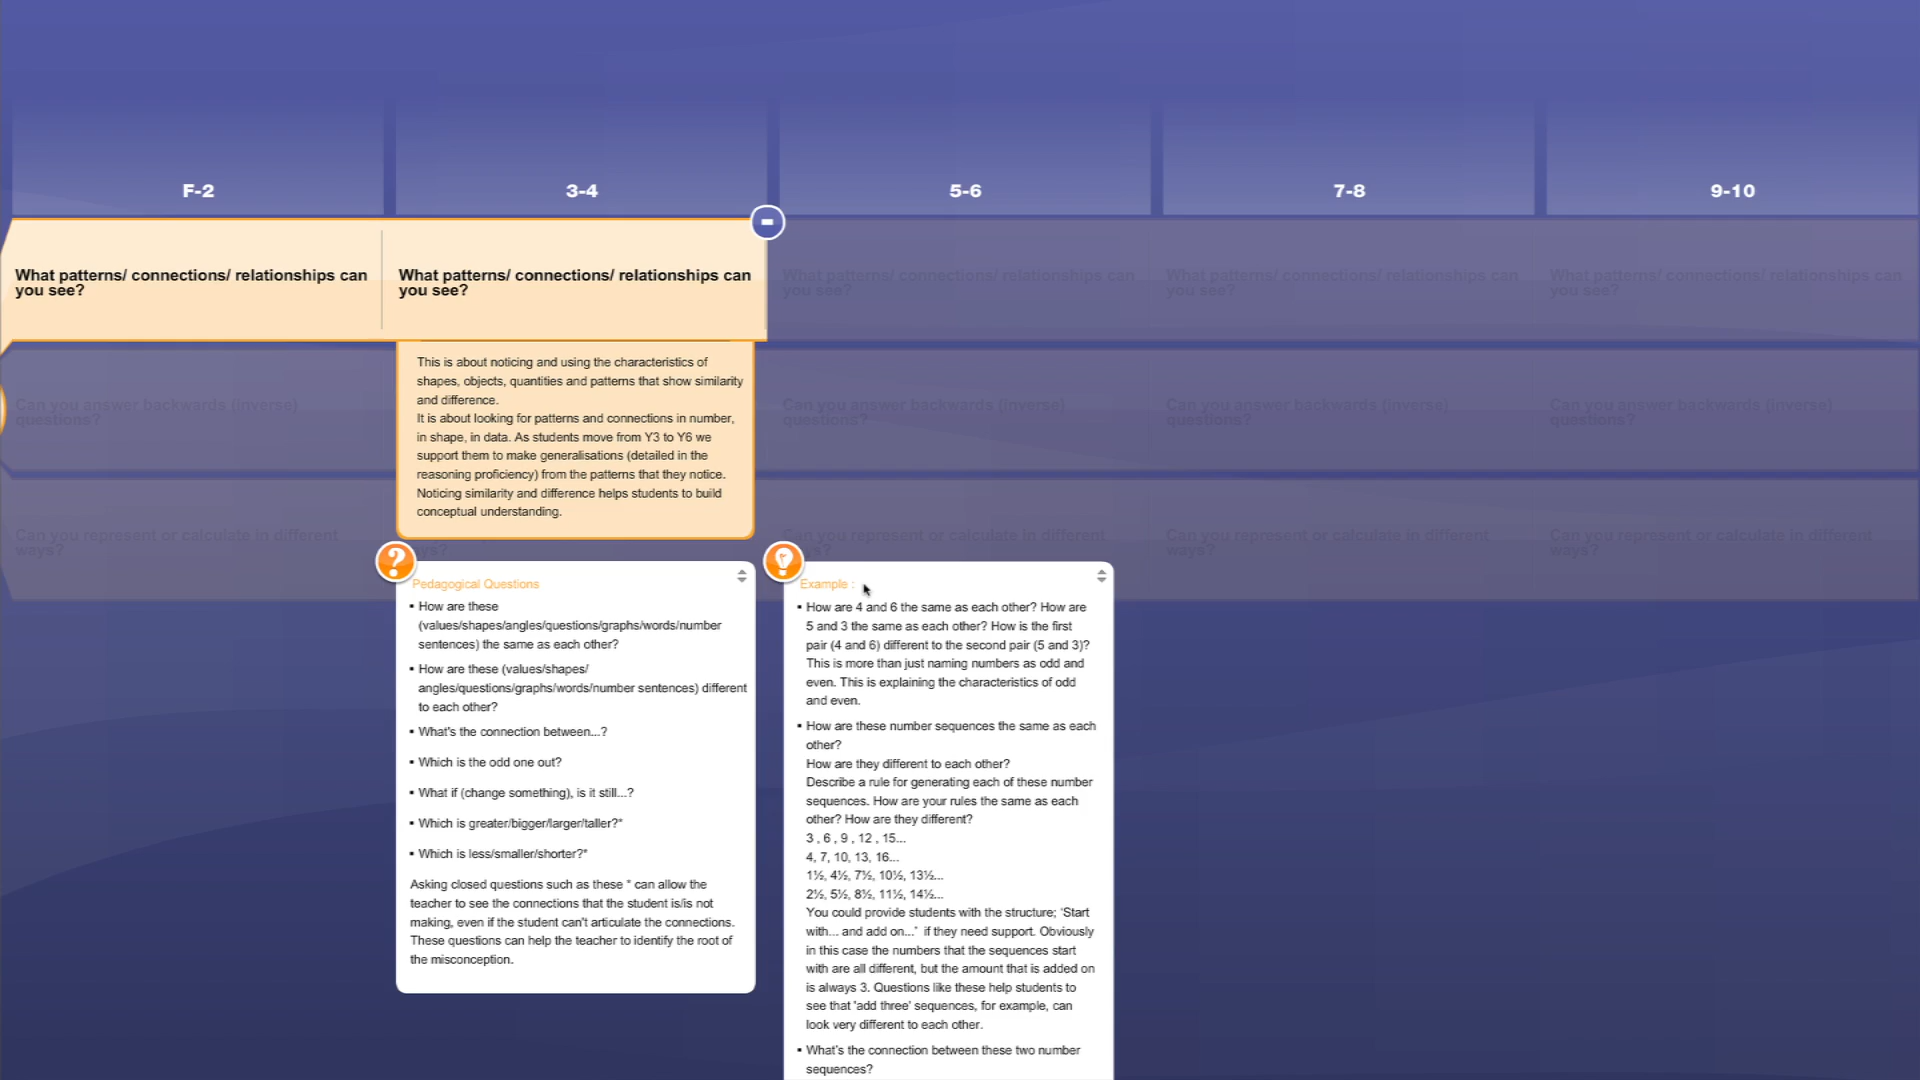 F-2
3-4
5-6
7-8
9-10
What patterns/ connections/ relationships can
you see?
What patterns/ connections/ relationships can
you see?
What patterns/ connections/ relationships can
you see?
What patterns/ connections/ relationships can
you see?
What patterns/ connections/ relationships can
you see?
This is about noticing and using the characteristics of
shapes, objects, quantities and patterns that show similarity
and difference.
It is about looking for patterns and connections in number,
in shape, in data. As students move from Y3 to Y6 we
support them to make generalisations (detailed in the
reasoning proficiency) from the patterns that they notice.
Noticing similarity and difference helps students to build
conceptual understanding.
Can you answer backwards (inverse)
questions?
Can you answer backwards (inverse)
questions?
Can you answer backwards (inverse)
questions?
Can you answer backwards (inverse)
questions?
Can you represent or calculate in different
ways?
ways?
Can you represent or calculate in different
ways?
Can you represent or calculate in different
ways?
Can you represent or calculate in different
ways?
Pedagogical Questions
▪ How are these
(values/shapes/angles/questions/graphs/words/number
sentences) the same as each other?
▪ How are these (values/shapes/
angles/questions/graphs/words/number sentences) different
to each other?
▪ What's the connection between...?
▪ Which is the odd one out?
▪ What if (change something), is it still...?
▪ Which is greater/bigger/larger/taller?*
▪ Which is less/smaller/shorter?*
Asking closed questions such as these * can allow the
teacher to see the connections that the student is/is not
making, even if the student can't articulate the connections.
These questions can help the teacher to identify the root of
the misconception.
Example :
▪ How are 4 and 6 the same as each other? How are
5 and 3 the same as each other? How is the first
pair (4 and 6) different to the second pair (5 and 3)?
This is more than just naming numbers as odd and
even. This is explaining the characteristics of odd
and even.
▪ How are these number sequences the same as each
other?
How are they different to each other?
Describe a rule for generating each of these number
sequences. How are your rules the same as each
other? How are they different?
3 , 6 , 9 , 12 , 15...
4, 7, 10, 13, 16...
1½, 4½, 7½, 10½, 13½...
2½, 5½, 8½, 11½, 14½...
You could provide students with the structure; 'Start
with... and add on...' if they need support. Obviously
in this case the numbers that the sequences start
with are all different, but the amount that is added on
is always 3. Questions like these help students to
see that 'add three' sequences, for example, can
look very different to each other.
▪ What's the connection between these two number
sequences?